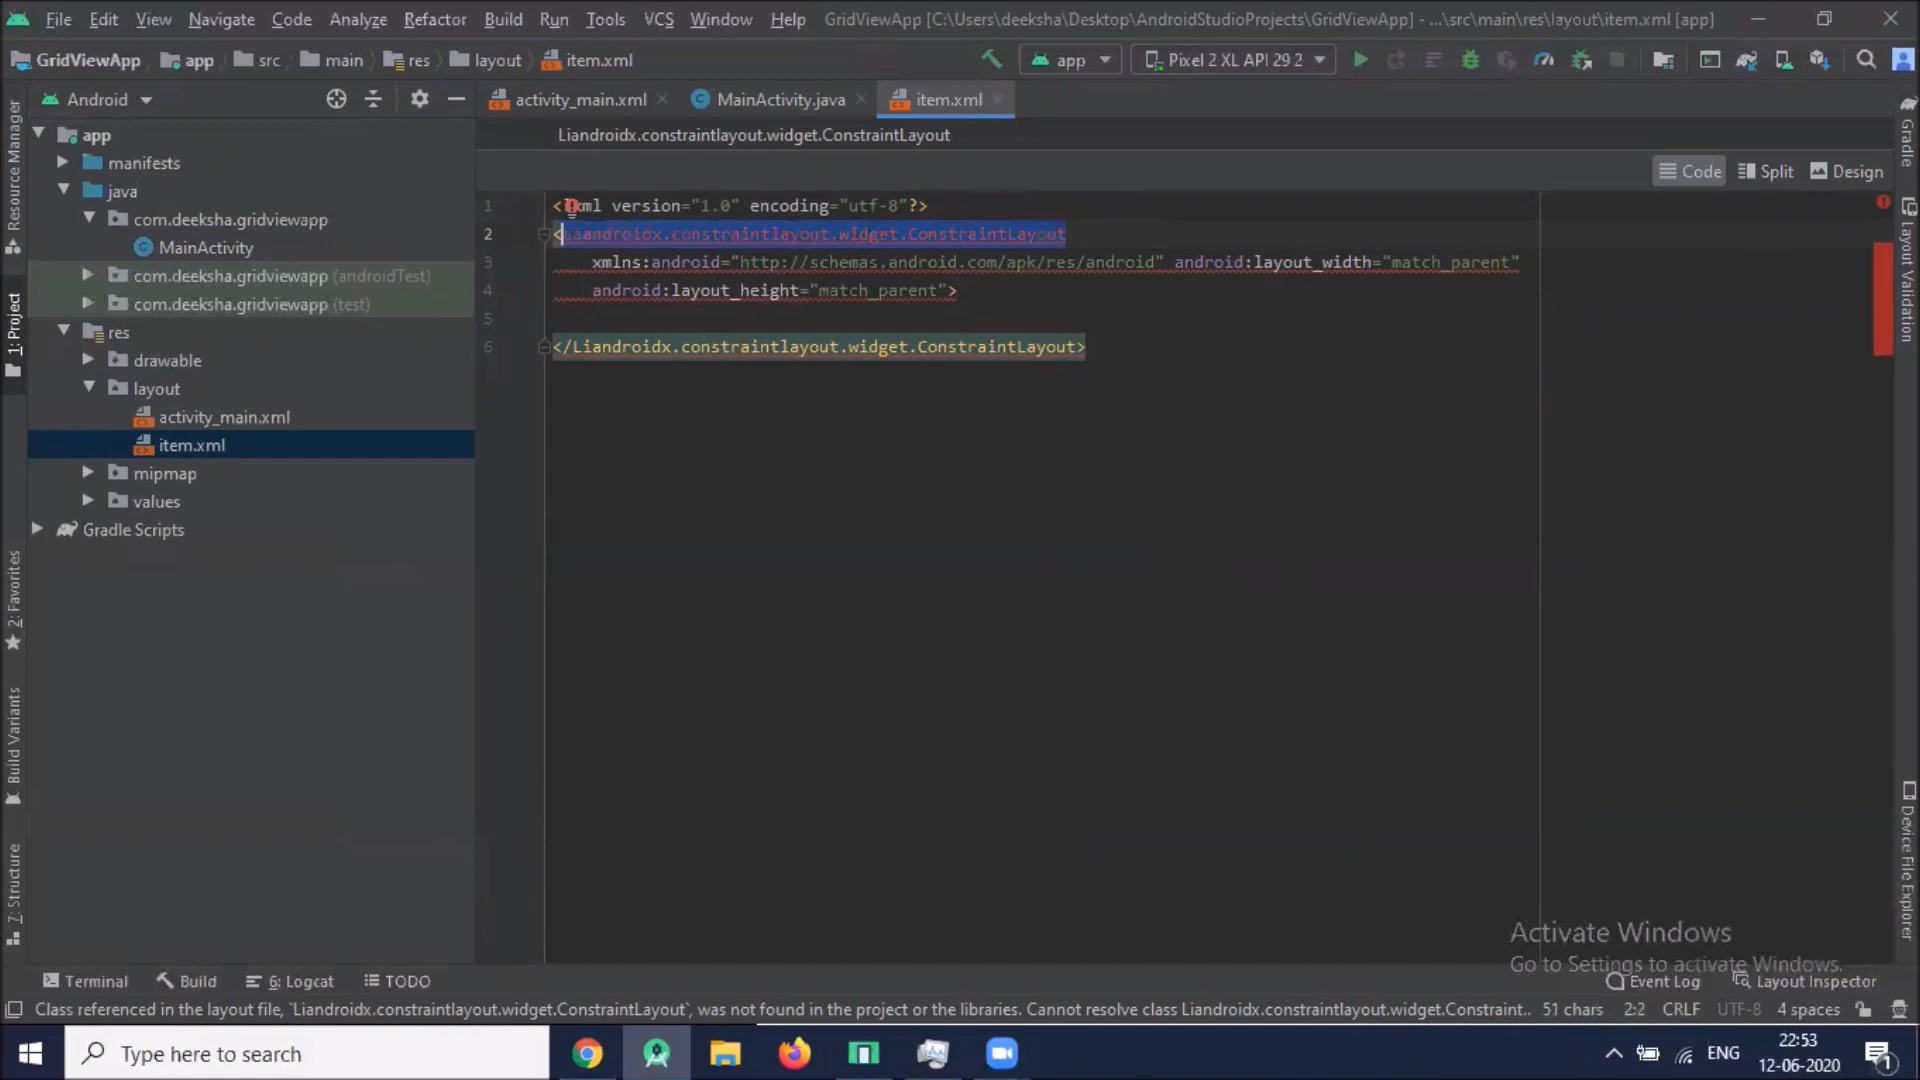 File Edit View Navigate Code Analyze Refactor Build Run Tools VCS Window Help GridViewApp [C:\Users\deeksha\Desktop\AndroidStudioProjects\GridViewApp] - ...\src\main\res\layout\item.xml [app]
GridViewApp app src main res layout item.xml app Pixel 2 XL API 29 2
Android activity_main.xml MainActivity.java item.xml
Liandroidx.constraintlayout.widget.ConstraintLayout
Code Split Design
app
manifests
java
com.deeksha.gridviewapp
MainActivity
com.deeksha.gridviewapp (androidTest)
com.deeksha.gridviewapp (test)
res
drawable
layout
activity_main.xml
item.xml
mipmap
values
Gradle Scripts
1 <?xml version="1.0" encoding="utf-8"?>
2 androidx.constraintlayout.widget.ConstraintLayout
3 xmlns:android="http://schemas.android.com/apk/res/android" android:layout_width="match_parent"
4 android:layout_height="match_parent">
5
6 </Liandroidx.constraintlayout.widget.ConstraintLayout>
Resource Manager
1: Project
2: Favorites
Build Variants
7: Structure
Gradle
Layout Validation
Device File Explorer
Activate Windows
Go to Settings to activate Windows.
Terminal Build 6: Logcat TODO Event Log Layout Inspector
Class referenced in the layout file, `Liandroidx.constraintlayout.widget.ConstraintLayout`, was not found in the project or the libraries. Cannot resolve class Liandroidx.constraintlayout.widget.Constraint.. 51 chars 2:2 CRLF UTF-8 4 spaces
Type here to search ENG 22:53
12-06-2020
1